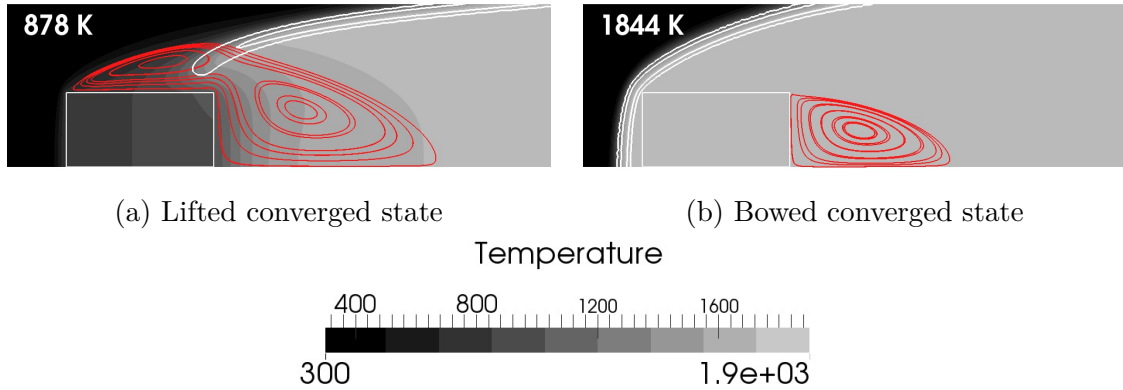 878 K
1844 K
(a) Lifted converged state
(b) Bowed converged state
Temperature
400 800 1200 1600
300 1.9e+03